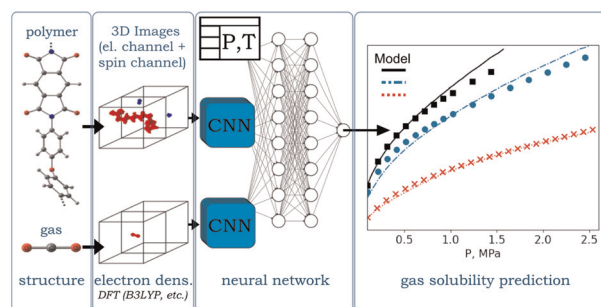 polymer
gas
structure
3D Images
(el. channel +
spin channel)
electron dens.
DFT (B3LYP, etc.)
P,T
CNN
CNN
neural network
Model
0.5 1.0 1.5 2.0 2.5
P, MPa
gas solubility prediction